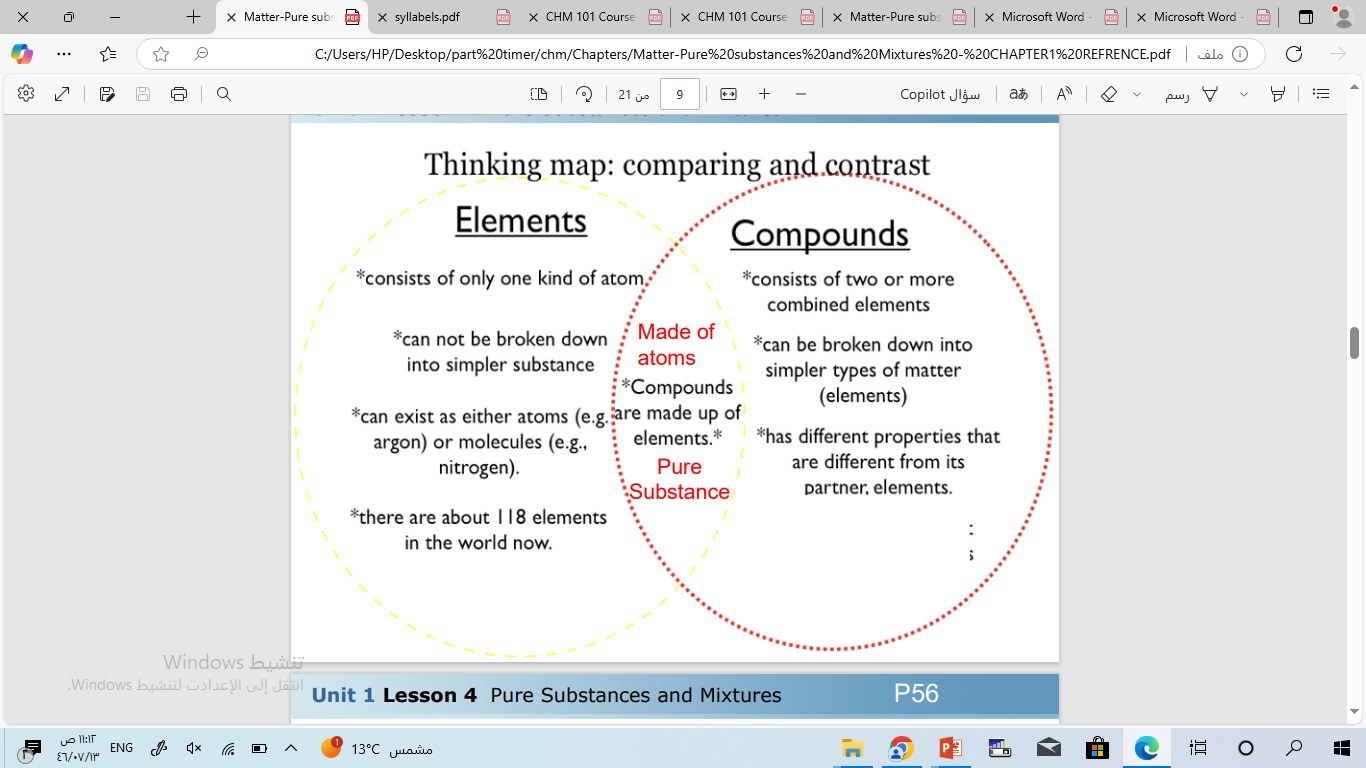 Matter-Pure subs
syllabels.pdf
CHM 101 Course
CHM 101 Course
Matter-Pure subs
Microsoft Word -
Microsoft Word -
C:/Users/HP/Desktop/part%20timer/chm/Chapters/Matter-Pure%20substances%20and%20Mixtures%20-%20CHAPTER1%20REFRENCE.pdf
ملف
من 21
9
سؤال Copilot
رسم
Thinking map: comparing and contrast
Elements
*consists of only one kind of atom
*can not be broken down
into simpler substance
*can exist as either atoms (e.g.
argon) or molecules (e.g.,
nitrogen).
*there are about 118 elements
in the world now.
Made of
atoms
*Compounds
are made up of
elements.*
Pure
Substance
Compounds
*consists of two or more
combined elements
*can be broken down into
simpler types of matter
(elements)
*has different properties that
are different from its
partner, elements.
تنشيط Windows
انتقل إلى الإعدادت لتنشيط Windows.
Unit 1 Lesson 4 Pure Substances and Mixtures
P56
١١:١٢ ص
٤٦/٠٧/١٣
ENG
13°C
مشمس